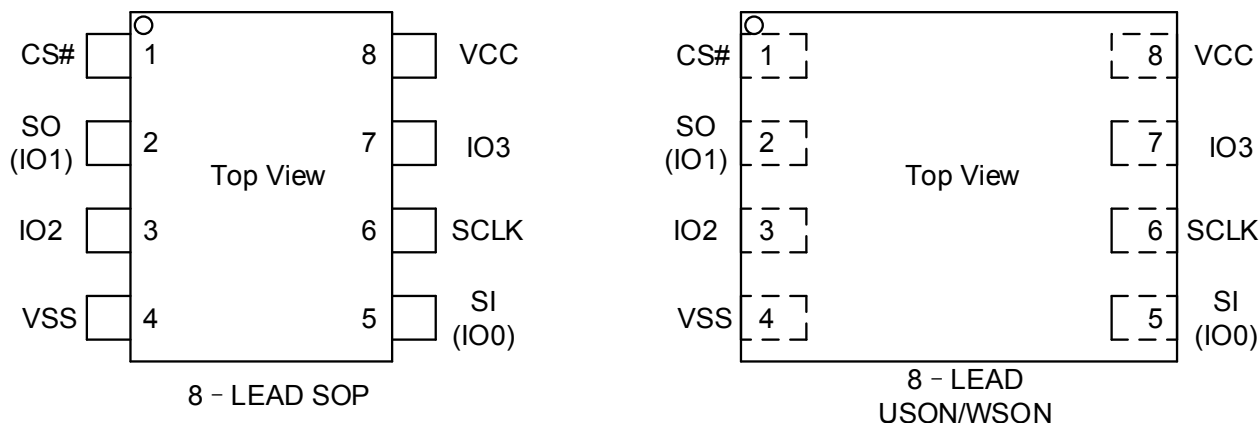 CS# 1 8 VCC
SO
(IO1) 2 7 IO3
Top View
IO2 3 6 SCLK
VSS 4 5 SI
(IO0)
8 – LEAD SOP
CS# 1 8 VCC
SO
(IO1) 2 7 IO3
Top View
IO2 3 6 SCLK
VSS 4 5 SI
(IO0)
8 – LEAD
USON/WSON